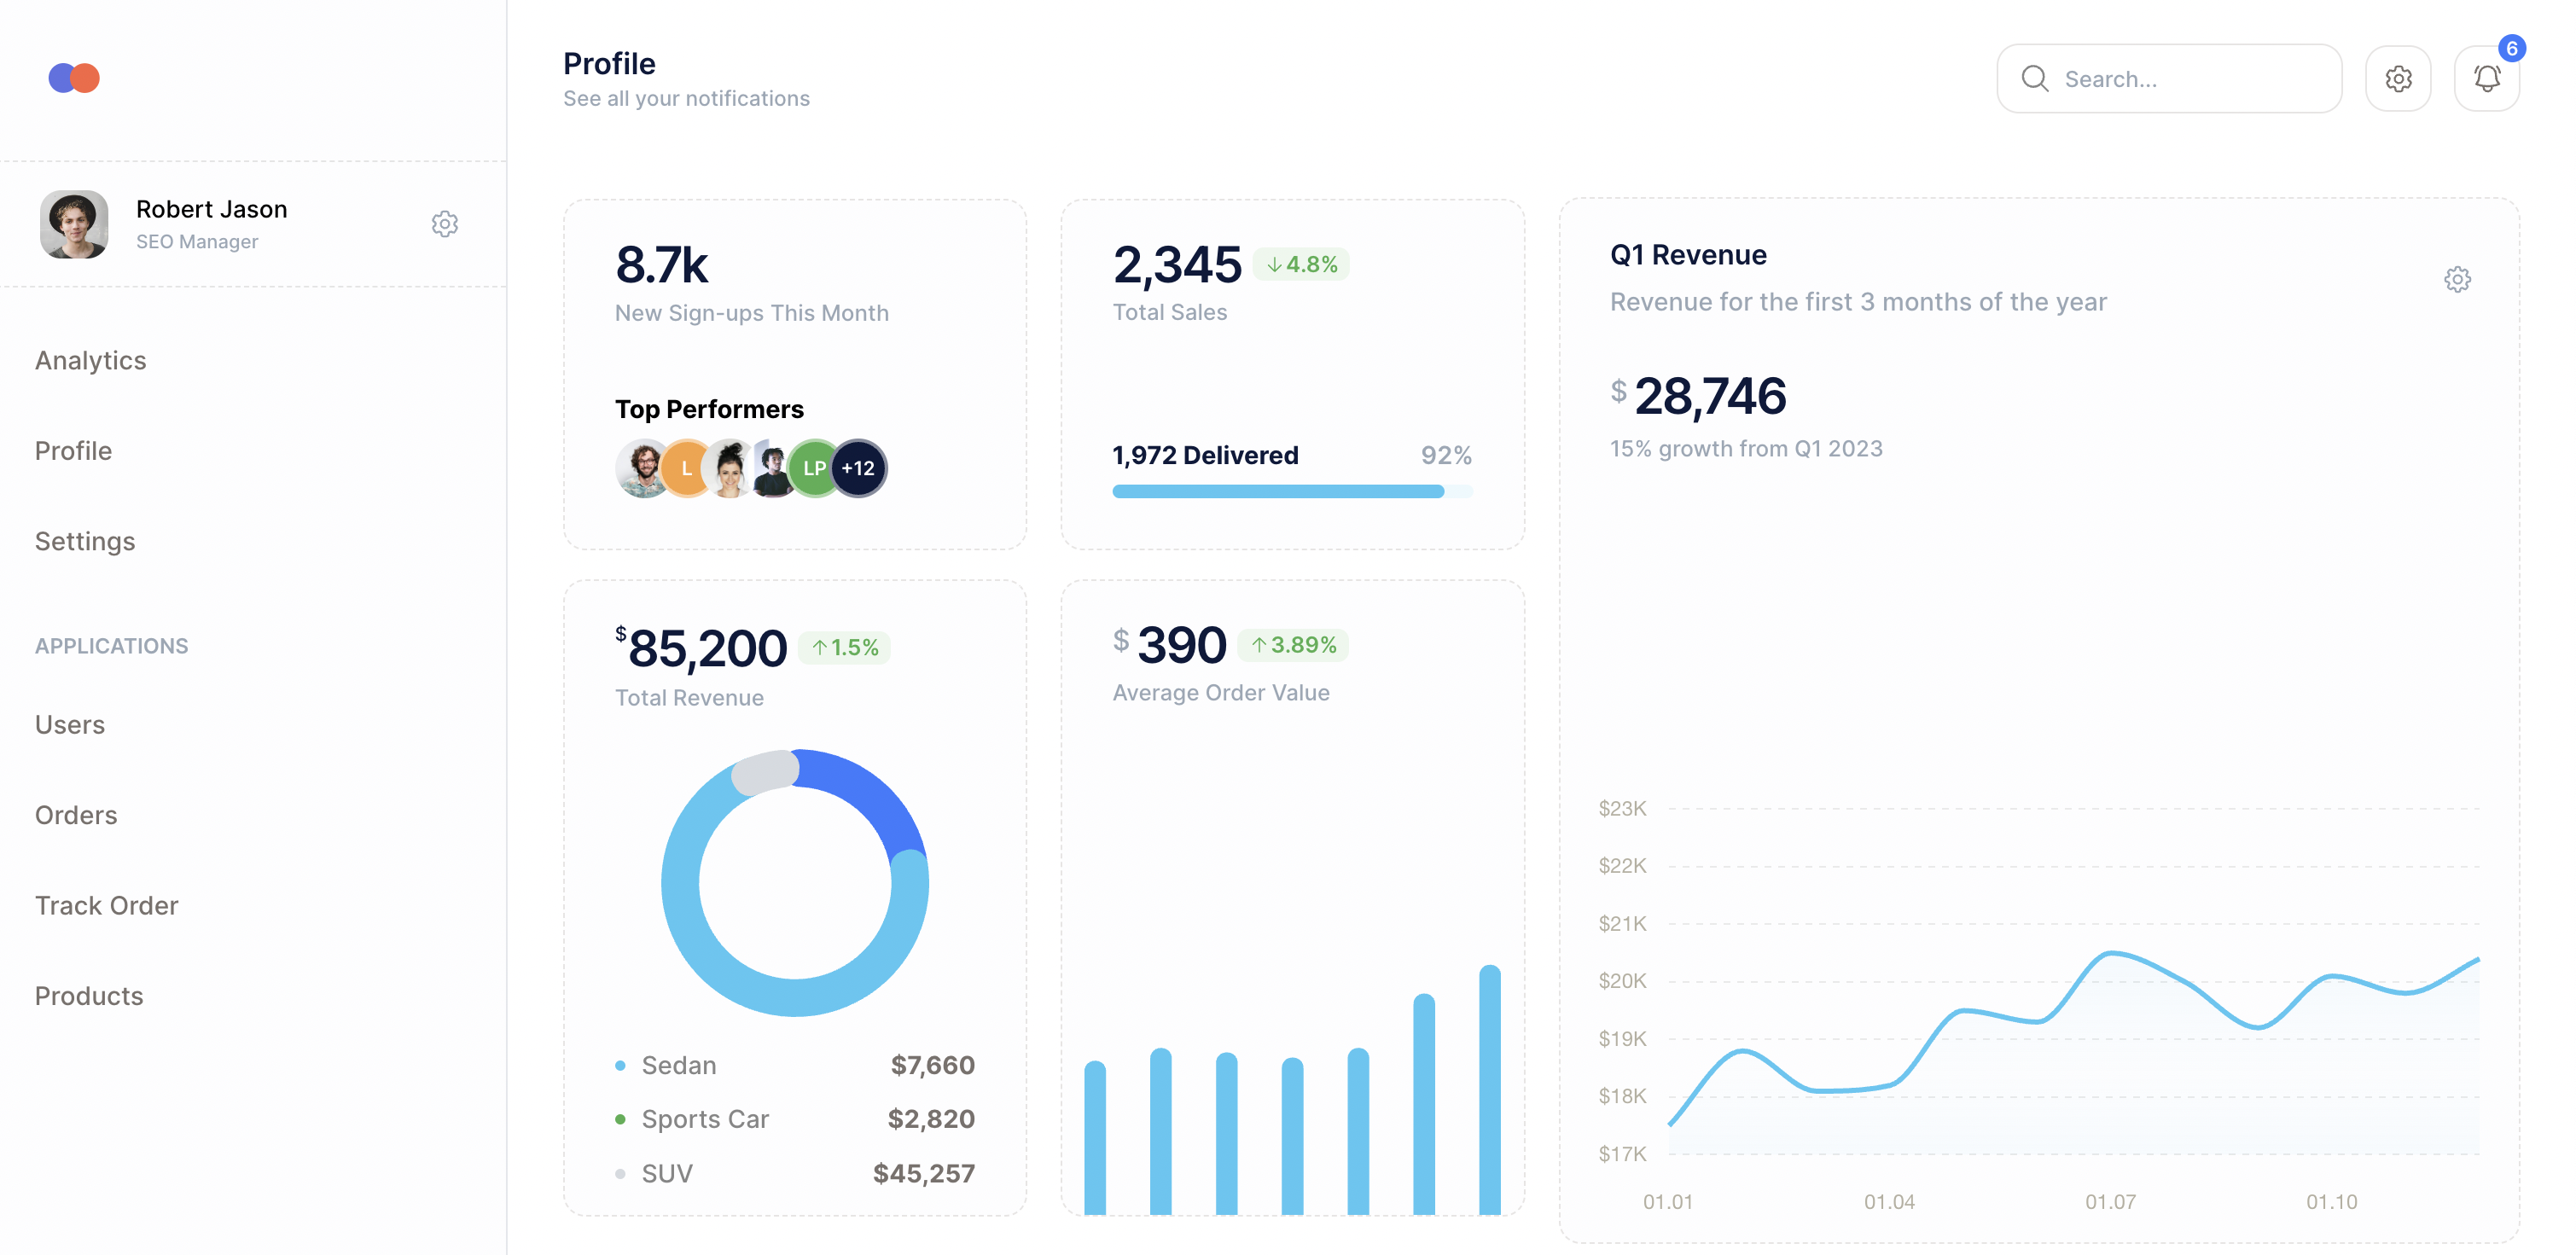 Profile
See all your notifications
Search...
6
Robert Jason
SEO Manager
Analytics
Profile
Settings
APPLICATIONS
Users
Orders
Track Order
Products
8.7k
New Sign-ups This Month
Top Performers
L
LP
+12
2,345 ↓4.8%
Total Sales
1,972 Delivered 92%
$85,200 ↑1.5%
Total Revenue
Sedan $7,660
Sports Car $2,820
SUV $45,257
$ 390 ↑3.89%
Average Order Value
Q1 Revenue
Revenue for the first 3 months of the year
$ 28,746
15% growth from Q1 2023
$23K
$22K
$21K
$20K
$19K
$18K
$17K
01.01 01.04 01.07 01.10